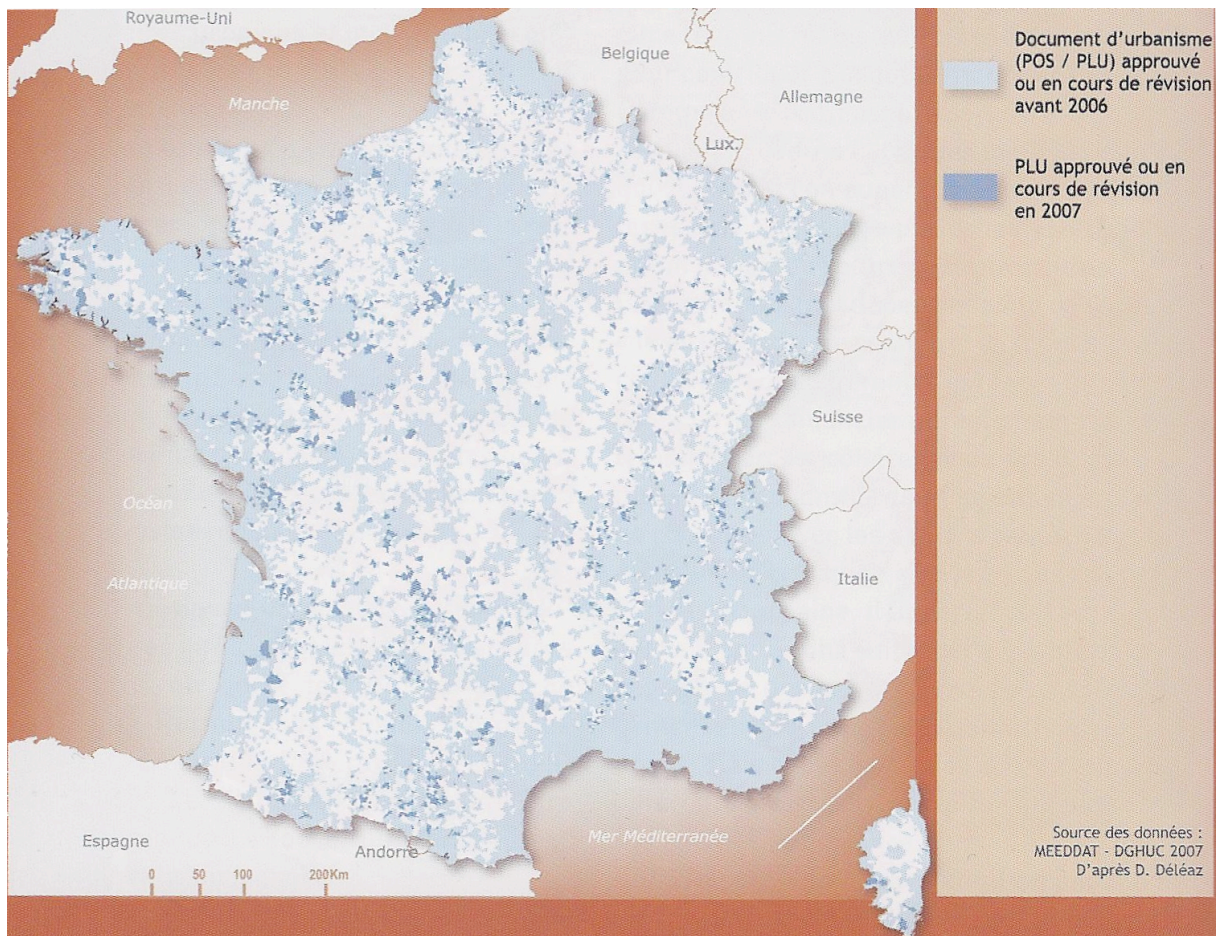 Royaume-Uni
Belgique
Allemagne
Manche
Lux.
Suisse
Océan
Atlantique
Italie
Espagne
Andorre
Mer Méditerranée
0 50 100 200Km
Document d'urbanisme
(POS / PLU) approuvé
ou en cours de révision
avant 2006
PLU approuvé ou en
cours de révision
en 2007
Source des données :
MEEDDAT - DGHUC 2007
D'après D. Déléaz